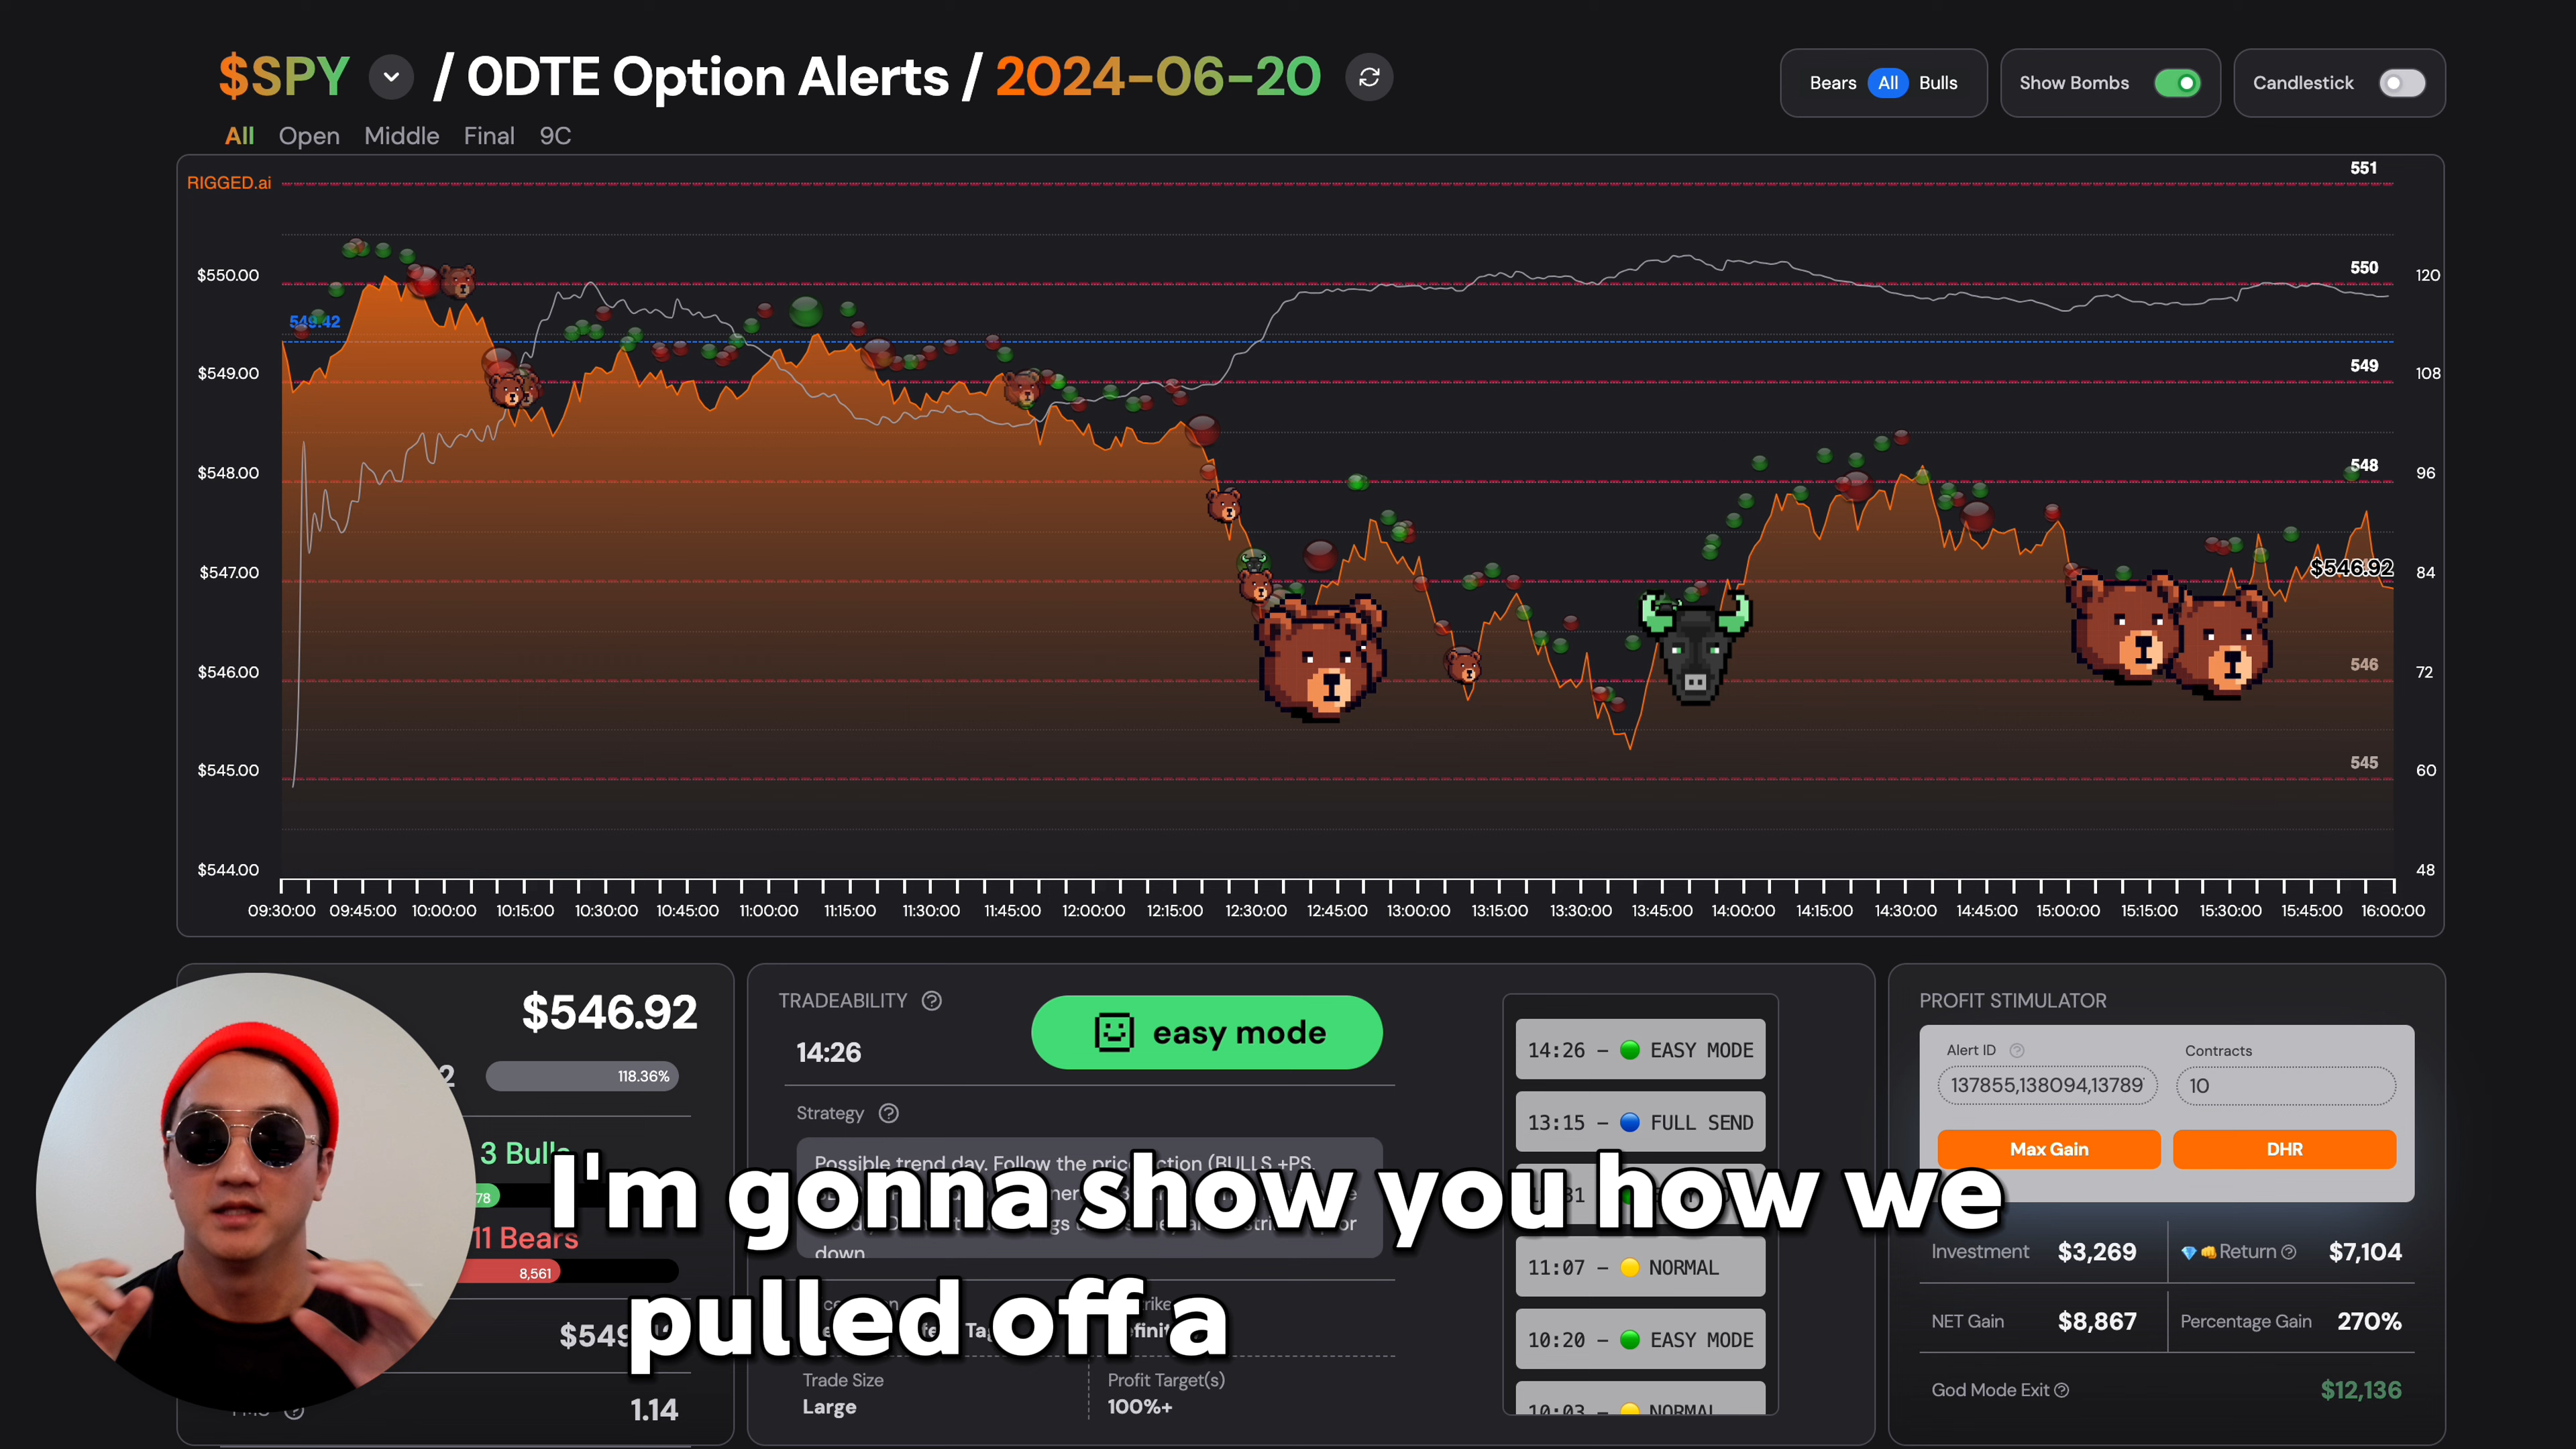 $SPY / 0DTE Option Alerts / 2024-06-20
Bears All Bulls
Show Bombs
Candlestick
All Open Middle Final 9C
RIGGED.ai
551
550
549
548
546
545
$550.00
$549.00
$548.00
$547.00
$546.00
$545.00
$544.00
549.42
$546.92
120
108
96
84
72
60
48
09:30:00 09:45:00 10:00:00 10:15:00 10:30:00 10:45:00 11:00:00 11:15:00 11:30:00 11:45:00 12:00:00 12:15:00 12:30:00 12:45:00 13:00:00 13:15:00 13:30:00 13:45:00 14:00:00 14:15:00 14:30:00 14:45:00 15:00:00 15:15:00 15:30:00 15:45:00 16:00:00
$546.92
118.36%
3 Bulls
78
11 Bears
8,561
1.14
TRADEABILITY
14:26
easy mode
Strategy
Possible trend day. Follow the price action (BULLS +PS,
down
Trade Size
Large
Profit Target(s)
100%+
14:26 – EASY MODE
13:15 – FULL SEND
11:07 – NORMAL
10:20 – EASY MODE
10:03 – NORMAL
I'm gonna show you how we
pulled off a
PROFIT STIMULATOR
Alert ID
Contracts
137855,138094,13789
10
Max Gain
DHR
Investment $3,269
Return $7,104
NET Gain $8,867
Percentage Gain 270%
God Mode Exit $12,136